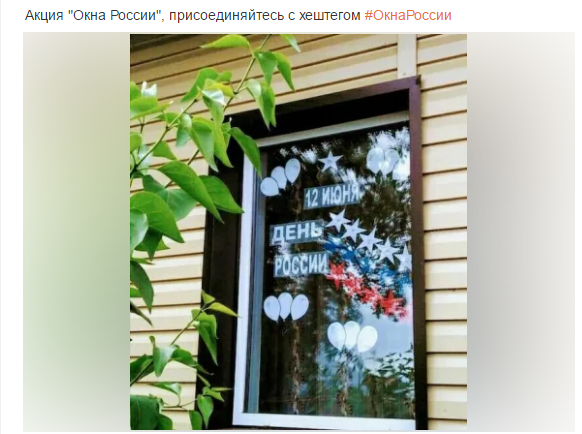 Акция "Окна России", присоединяйтесь с хештегом #ОкнаРоссии
12 ИЮНЯ
ДЕНЬ
РОССИИ